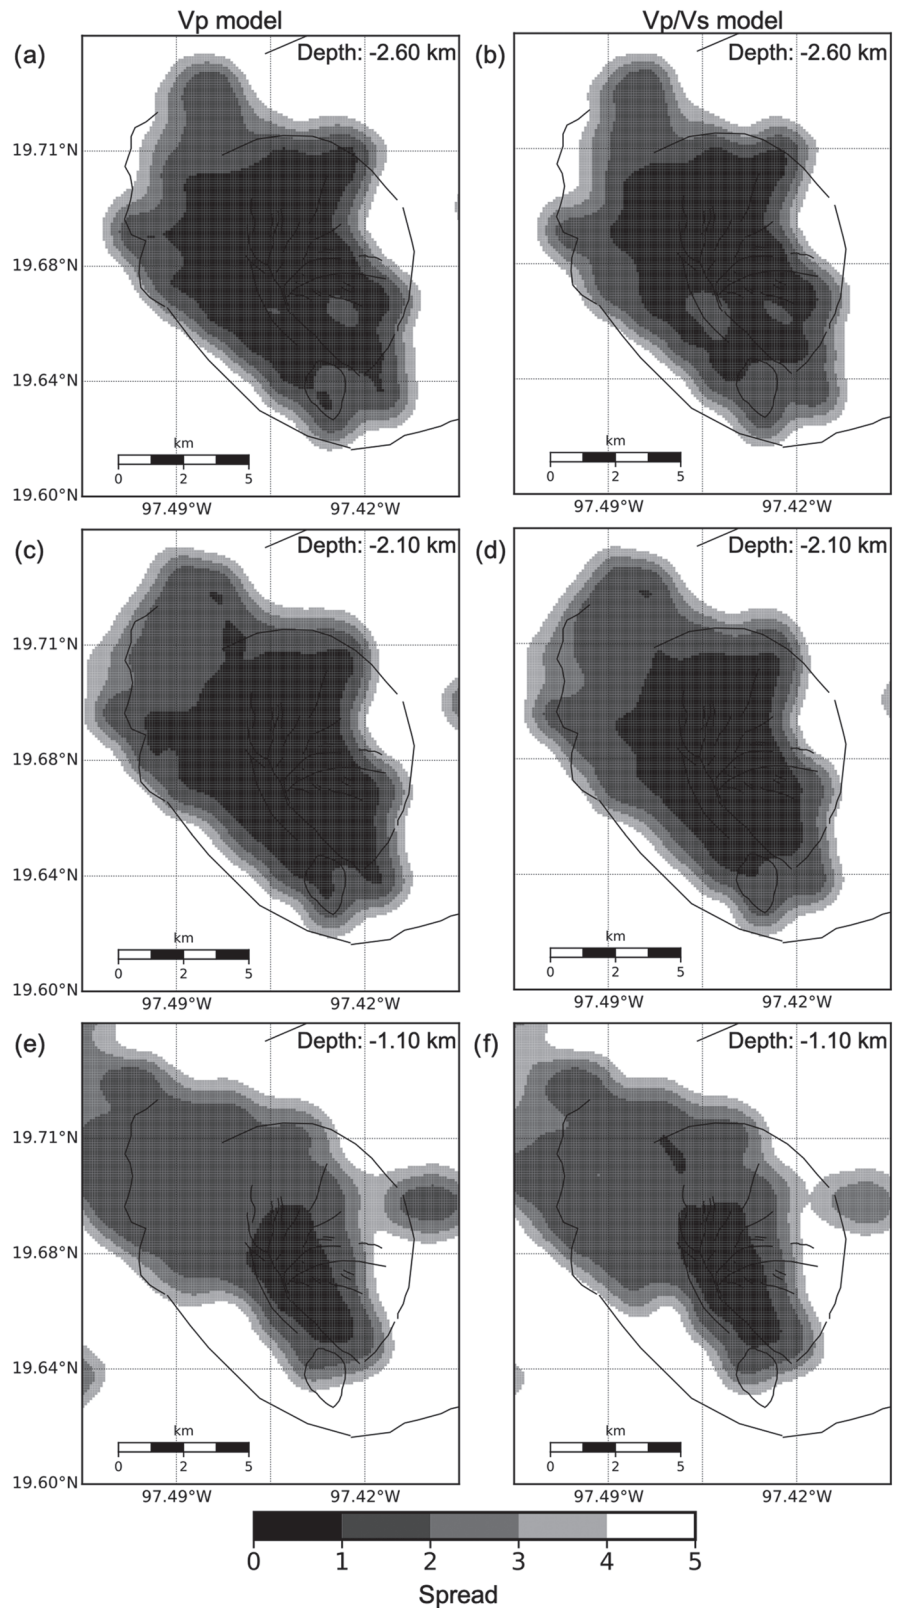 Vp model
Vp/Vs model
(a)
Depth: -2.60 km
(b)
Depth: -2.60 km
19.71°N
19.68°N
19.64°N
19.60°N
km
0 2 5
km
0 2 5
97.49°W 97.42°W
97.49°W 97.42°W
(c)
Depth: -2.10 km
(d)
Depth: -2.10 km
19.71°N
19.68°N
19.64°N
19.60°N
km
0 2 5
km
0 2 5
97.49°W 97.42°W
97.49°W 97.42°W
(e)
Depth: -1.10 km
(f)
Depth: -1.10 km
19.71°N
19.68°N
19.64°N
19.60°N
km
0 2 5
km
0 2 5
97.49°W 97.42°W
97.49°W 97.42°W
0 1 2 3 4 5
Spread